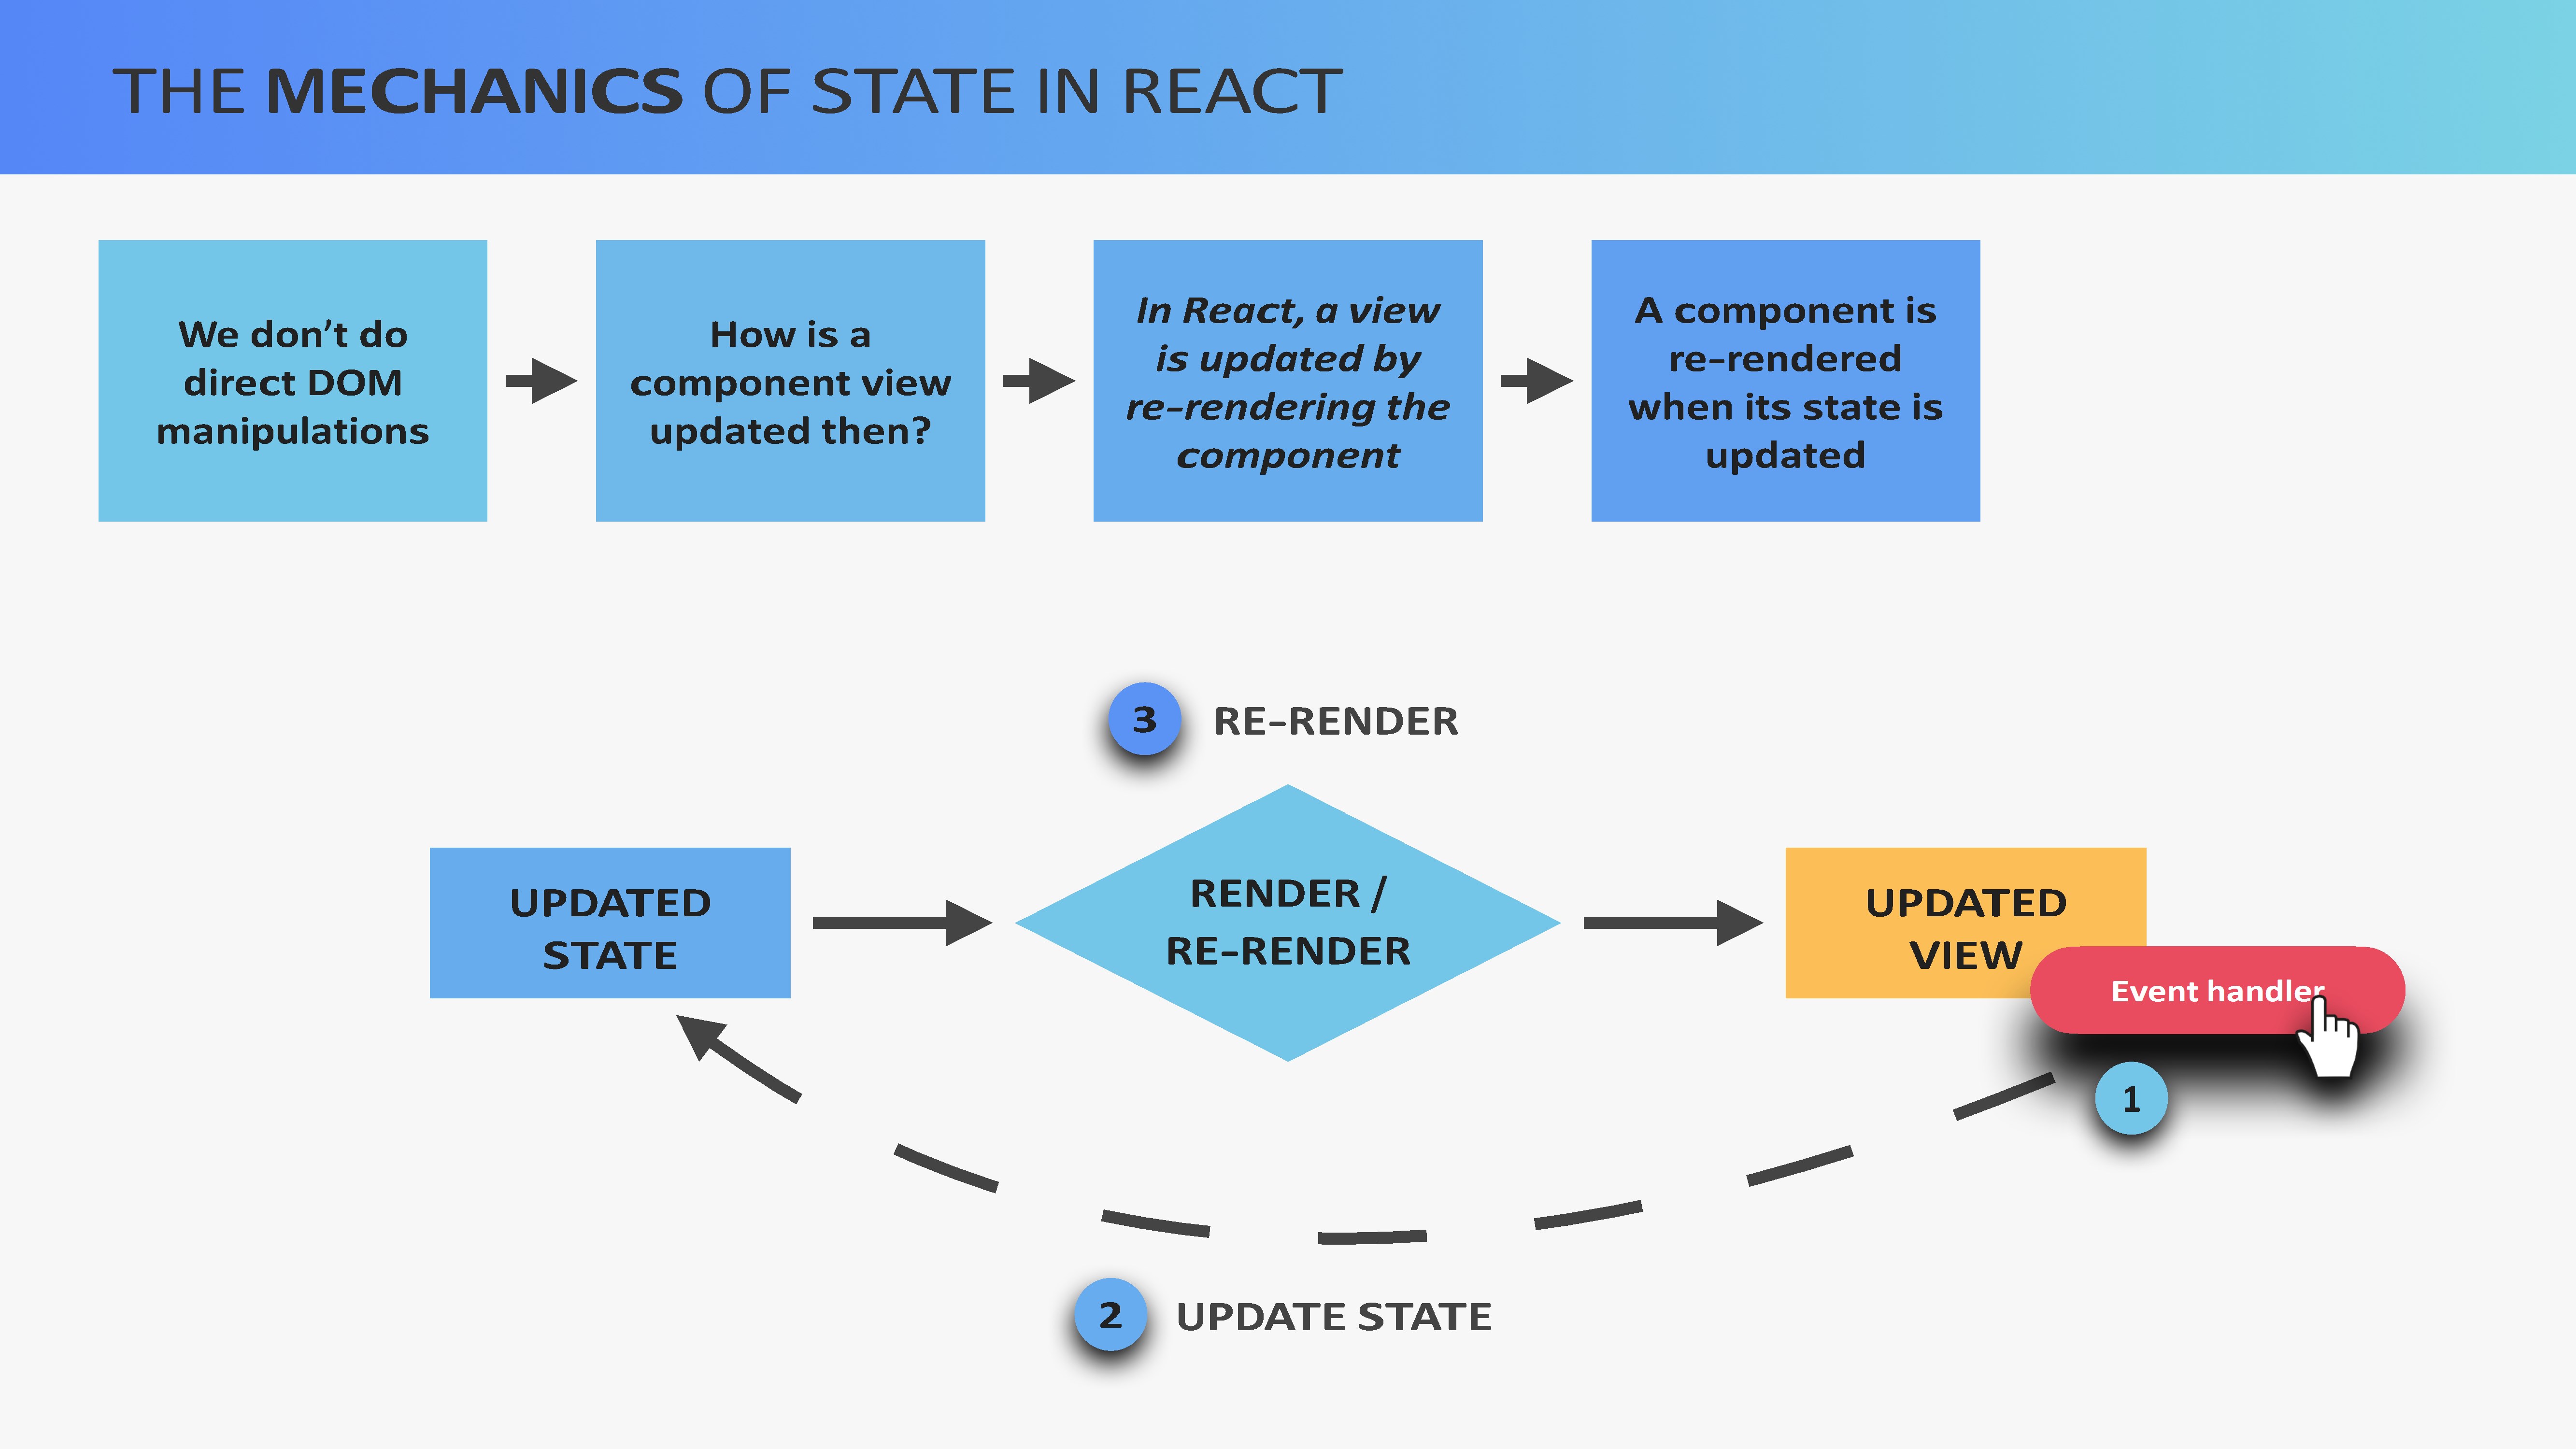 THE MECHANICS OF STATE IN REACT
We don’t do
direct DOM
manipulations
How is a
component view
updated then?
In React, a view
is updated by
re-rendering the
component
A component is
re-rendered
when its state is
updated
3
RE-RENDER
UPDATED
STATE
RENDER /
RE-RENDER
UPDATED
VIEW
Event handler
1
2
UPDATE STATE